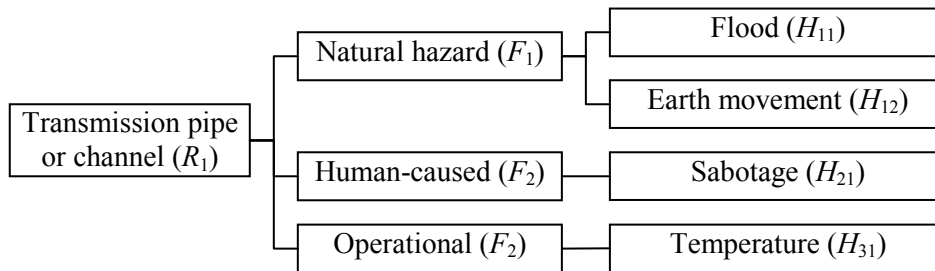 Transmission pipe
or channel (R₁)
Natural hazard (F₁)
Human-caused (F₂)
Operational (F₂)
Flood (H₁₁)
Earth movement (H₁₂)
Sabotage (H₂₁)
Temperature (H₃₁)